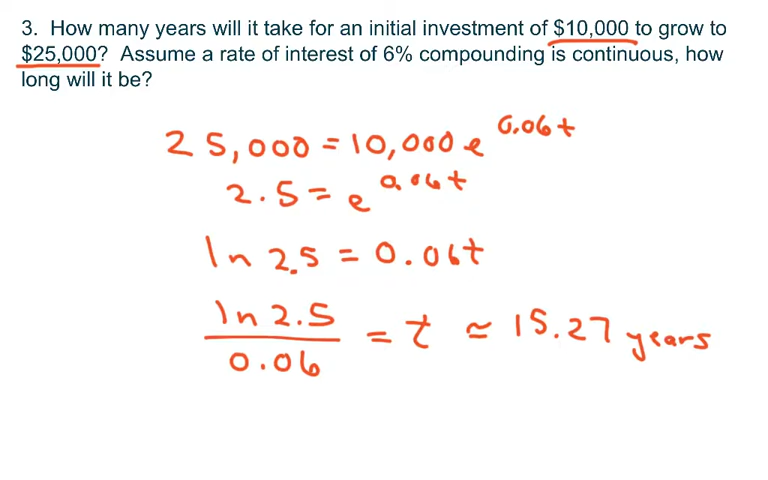 3. How many years will it take for an initial investment of $10,000 to grow to
$25,000? Assume a rate of interest of 6% compounding is continuous, how
long will it be?
25,000 = 10,000 e^0.06t
2.5 = e^0.06t
ln 2.5 = 0.06t
ln 2.5 / 0.06 = t ≃ 15.27 years